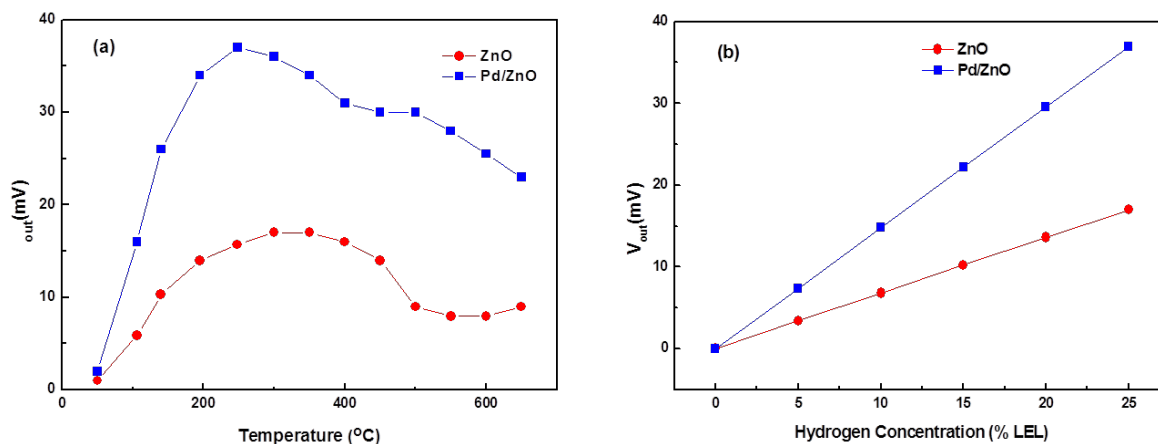 (a)
ZnO
Pd/ZnO
40
30
20
10
0
out(mV)
0 200 400 600
Temperature (OC)
(b)
ZnO
Pd/ZnO
40
30
20
10
0
Vout(mV)
0 5 10 15 20 25
Hydrogen Concentration (% LEL)